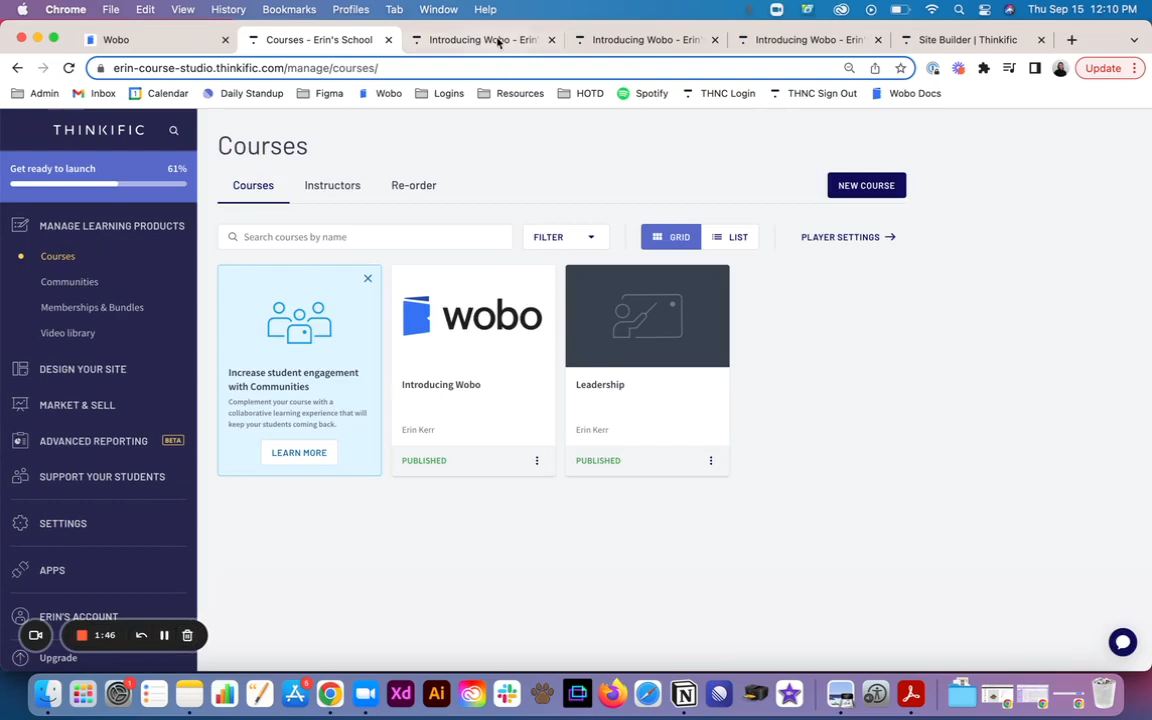 Chrome File Edit View History Bookmarks Profiles Tab Window Help Thu Sep 15 12:10 PM
Wobo Courses - Erin's School Introducing Wobo - Erin' Introducing Wobo - Erin' Introducing Wobo - Erin' Site Builder | Thinkific
erin-course-studio.thinkific.com/manage/courses/ Update
Admin Inbox Calendar Daily Standup Figma Wobo Logins Resources HOTD Spotify THNC Login THNC Sign Out Wobo Docs
THINKIFIC
Get ready to launch 61%
MANAGE LEARNING PRODUCTS
Courses
Communities
Memberships & Bundles
Video library
DESIGN YOUR SITE
MARKET & SELL
ADVANCED REPORTING BETA
SUPPORT YOUR STUDENTS
SETTINGS
APPS
ERIN'S ACCOUNT
1:46
Upgrade
Courses
Courses Instructors Re-order NEW COURSE
Search courses by name FILTER GRID LIST PLAYER SETTINGS
Increase student engagement
with Communities
Complement your course with a
collaborative learning experience that will
keep your students coming back.
LEARN MORE
wobo
Introducing Wobo
Erin Kerr
PUBLISHED
Leadership
Erin Kerr
PUBLISHED
1
5
Xd
Ai